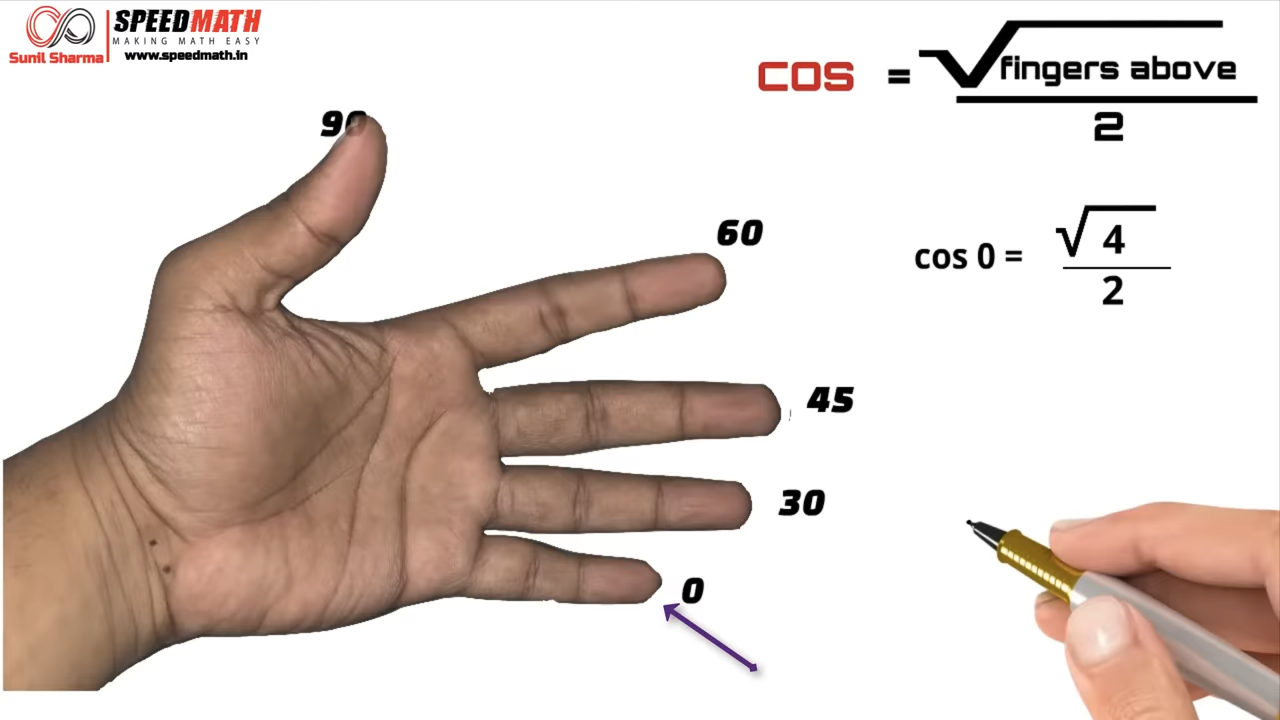 SPEEDMATH
MAKING MATH EASY
Sunil Sharma
www.speedmath.in
cos = √fingers above
2
90
60
cos 0 = √4
2
45
30
0